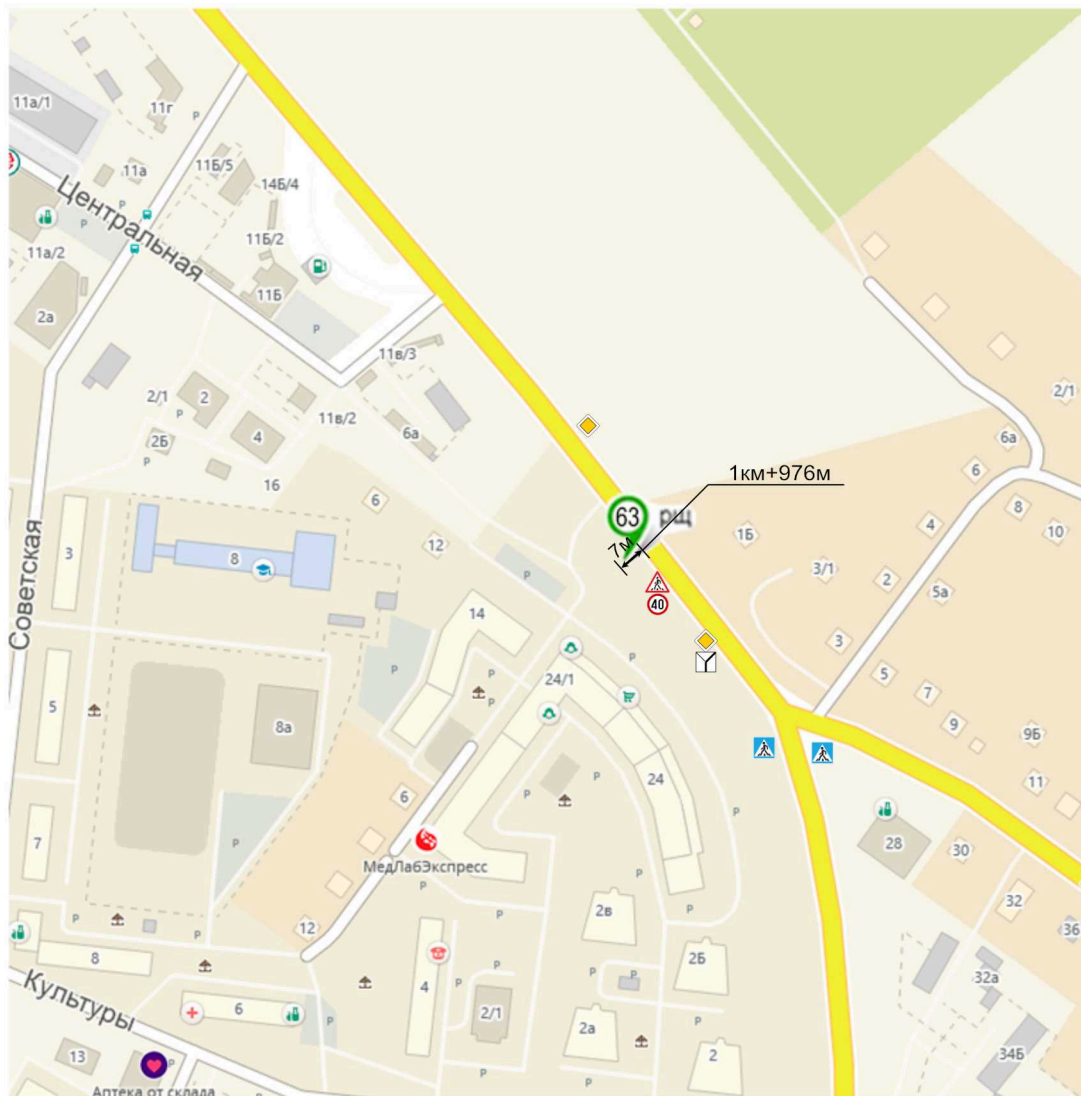 11а/1
11г
P
11а
11Б/5
14Б/4
P
P
Центральная
11а/2
11Б/2
11Б
2а
P
11в/3
2/1
2
P
11в/2
6а
2Б
4
P
16
6
12
3
8
Советская
P
14
24/1
P
P
P
P
5
8а
P
6
7
P
24
P
P
P
МедЛабЭкспресс
P
12
P
P
8
P
2в
P
2Б
P
P
4
P
2/1
2а
2
P
P
P
P
6
P
Культуры
13
P
Аптека от склада
1км+976м
63
рщ
7м
40
1Б
3/1
2
4
6
6а
2/1
8
10
5а
3
5
7
9
9Б
11
28
30
32
36
32а
34Б